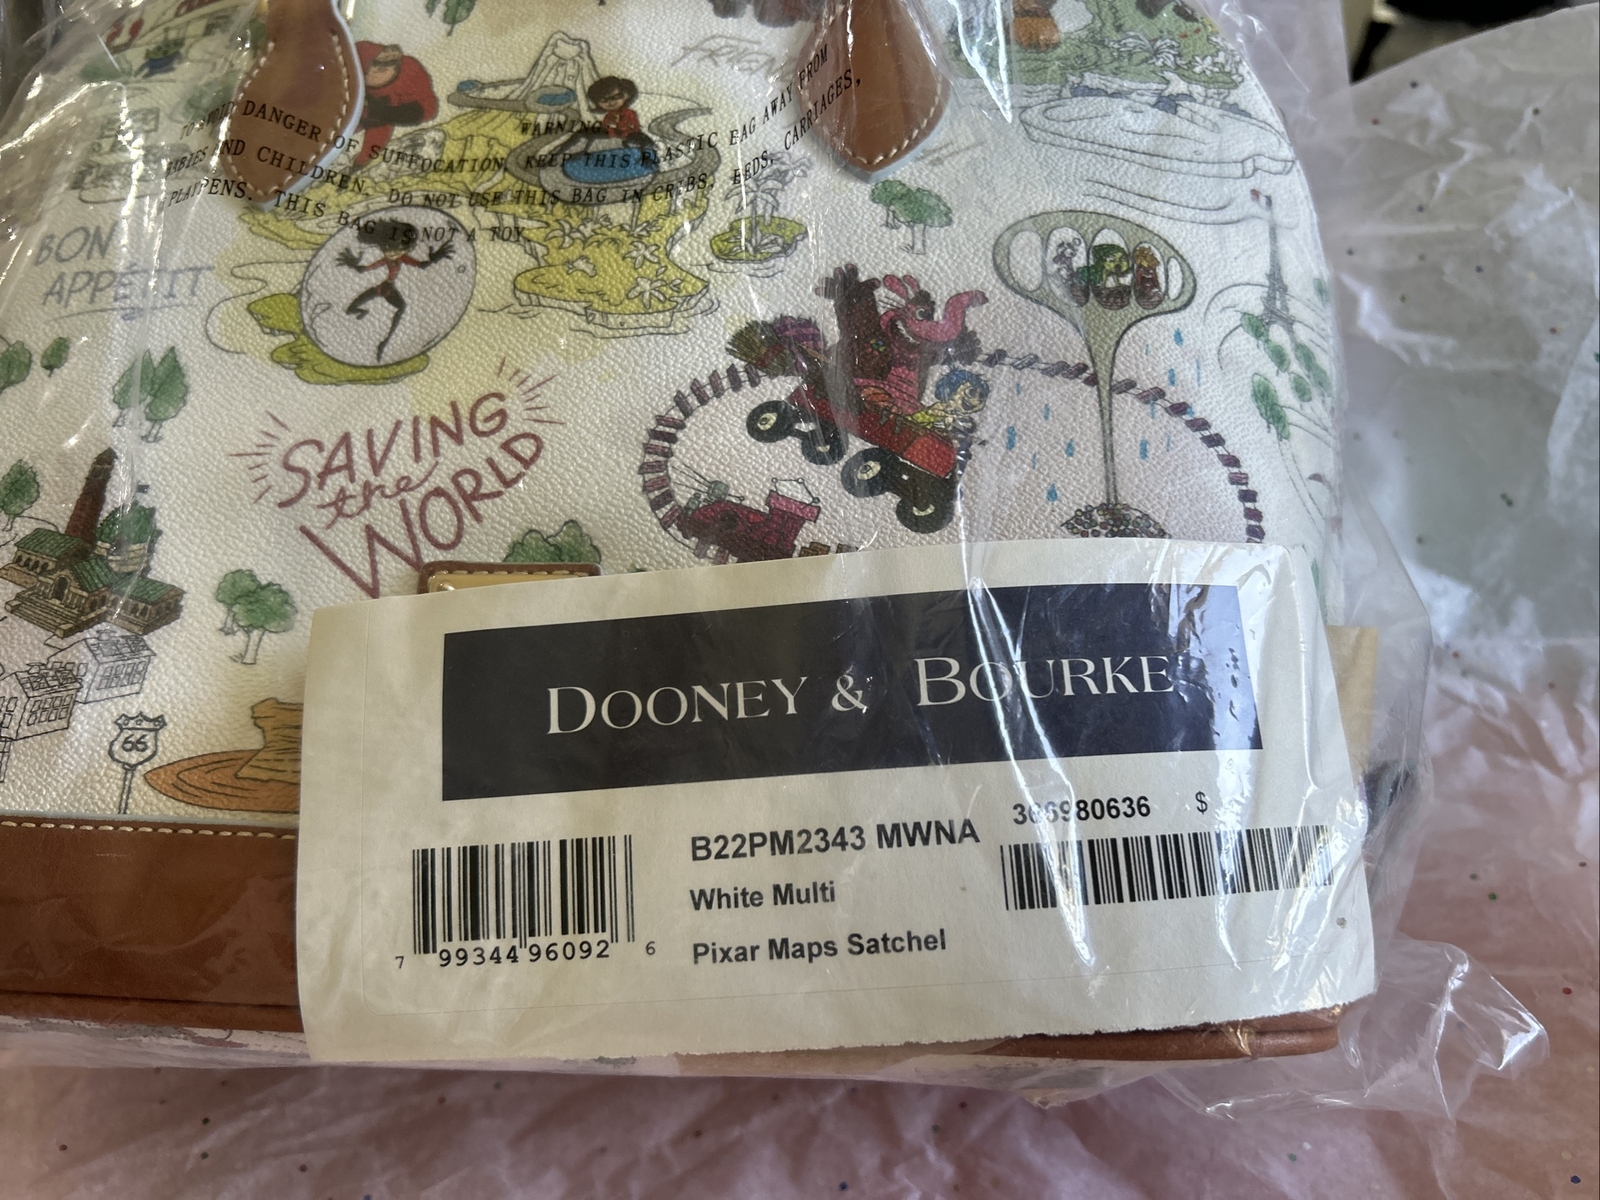 WARNING:
TO AVOID DANGER OF SUFFOCATION, KEEP THIS PLASTIC BAG AWAY FROM
BABIES AND CHILDREN. DO NOT USE THIS BAG IN CRIBS, BEDS, CARRIAGES,
PLAYPENS. THIS BAG IS NOT A TOY.
BON
APPÉTIT
SAVING
the
WORLD
66
DOONEY & BOURKE
366980636 $
B22PM2343 MWNA
White Multi
Pixar Maps Satchel
7 99344 96092 6